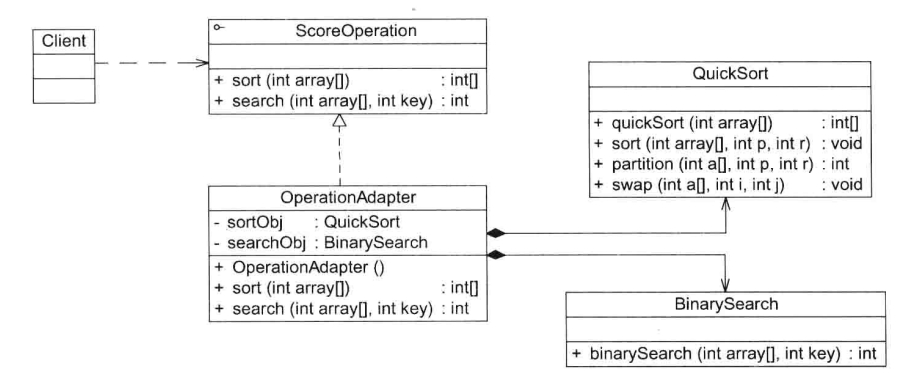 Client
ScoreOperation
+ sort (int array[]) : int[]
+ search (int array[], int key) : int
OperationAdapter
- sortObj : QuickSort
- searchObj : BinarySearch
+ OperationAdapter ()
+ sort (int array[]) : int[]
+ search (int array[], int key) : int
QuickSort
+ quickSort (int array[]) : int[]
+ sort (int array[], int p, int r) : void
+ partition (int a[], int p, int r) : int
+ swap (int a[], int i, int j) : void
BinarySearch
+ binarySearch (int array[], int key) : int